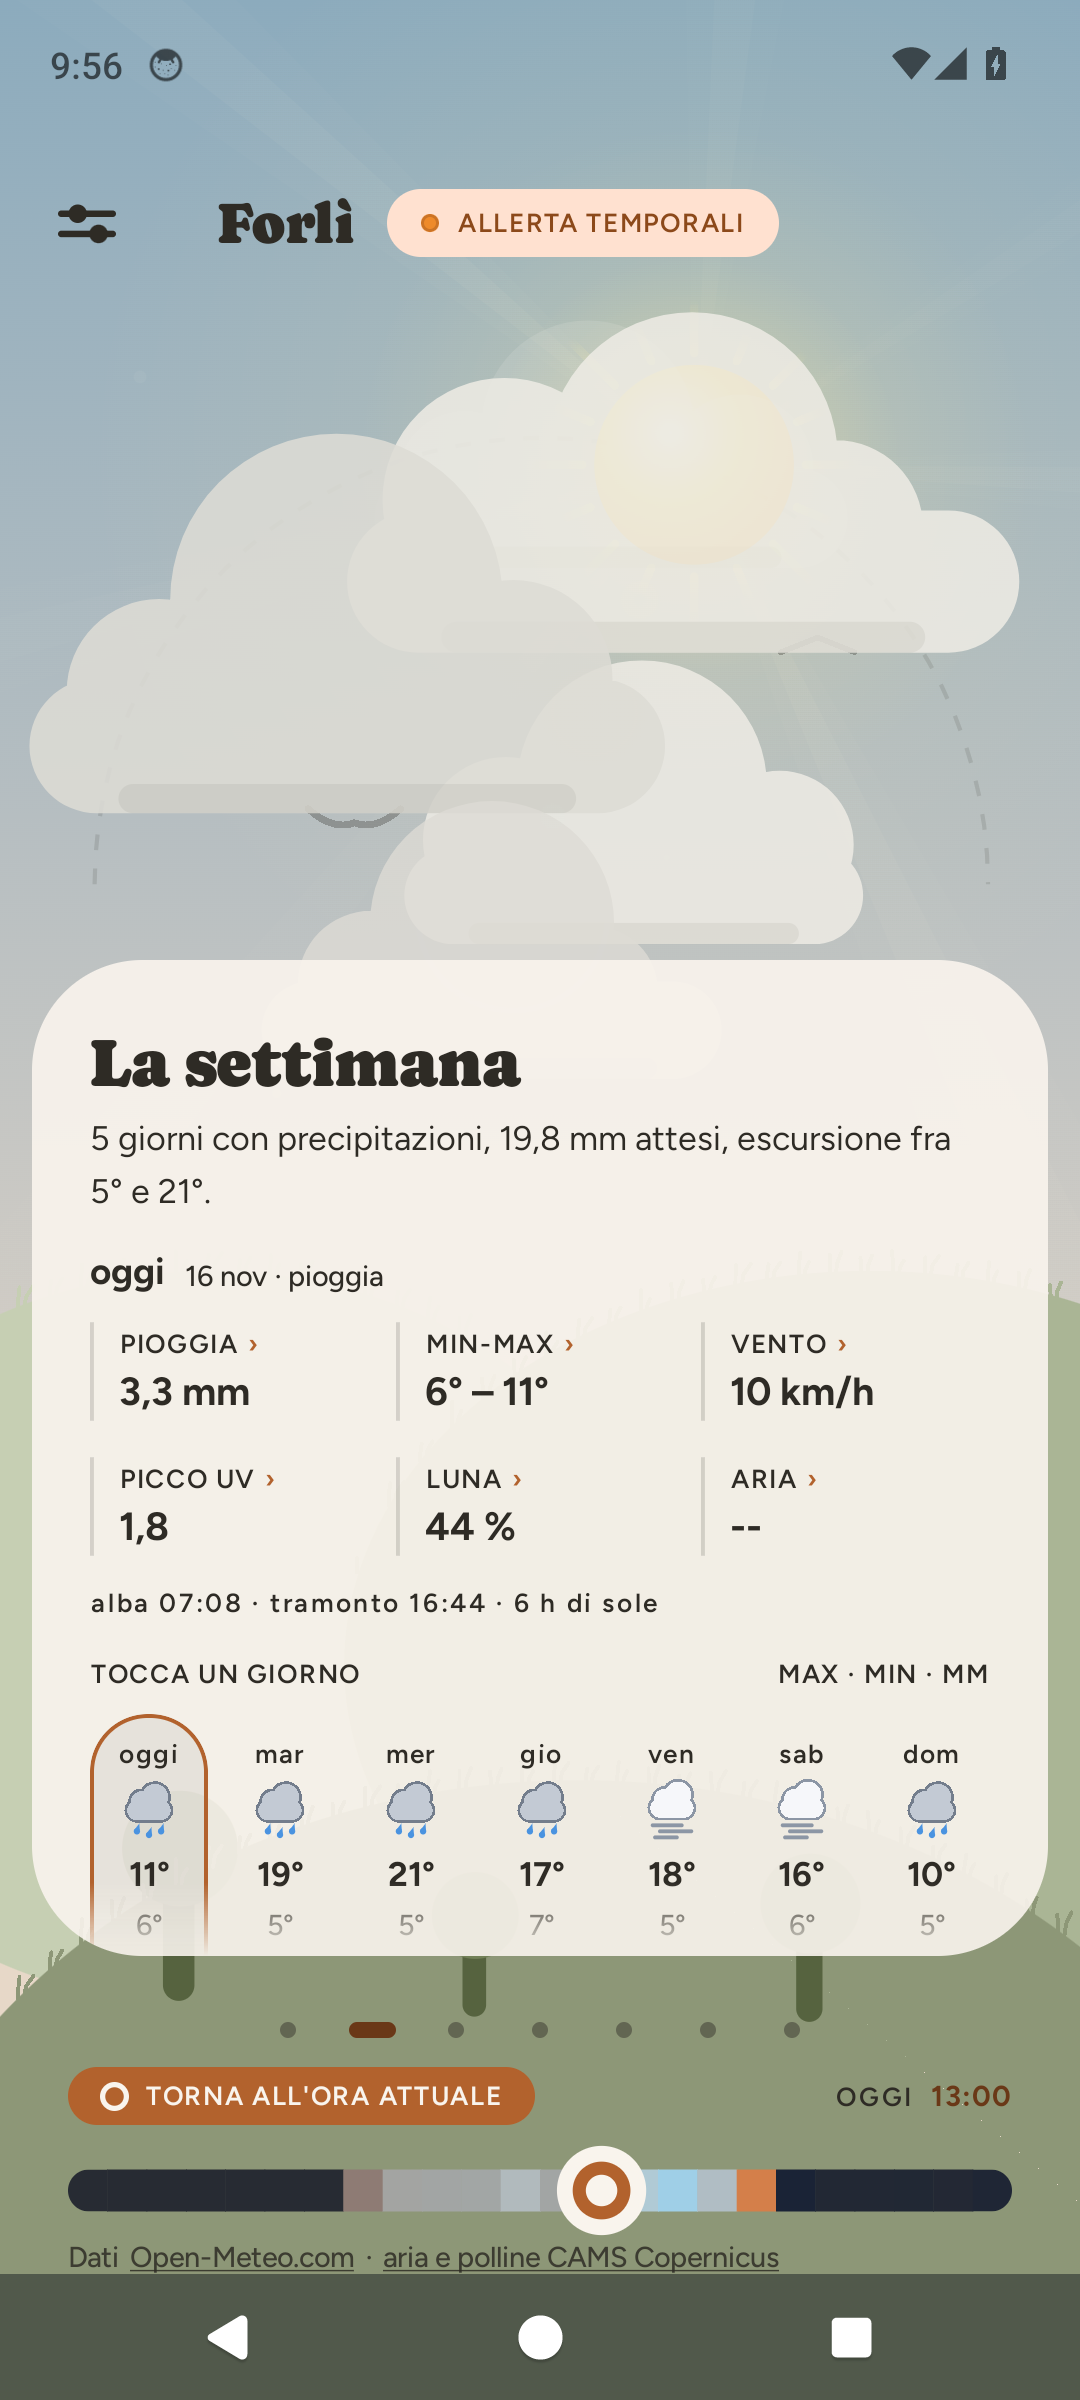 9:56
Forlì
ALLERTA TEMPORALI
La settimana
5 giorni con precipitazioni, 19,8 mm attesi, escursione fra
5° e 21°.
oggi 16 nov · pioggia
PIOGGIA › MIN-MAX › VENTO ›
3,3 mm 6° – 11° 10 km/h
PICCO UV › LUNA › ARIA ›
1,8 44 % --
alba 07:08 · tramonto 16:44 · 6 h di sole
TOCCA UN GIORNO MAX · MIN · MM
oggi mar mer gio ven sab dom
11° 19° 21° 17° 18° 16° 10°
6° 5° 5° 7° 5° 6° 5°
TORNA ALL'ORA ATTUALE OGGI 13:00
Dati Open-Meteo.com · aria e polline CAMS Copernicus